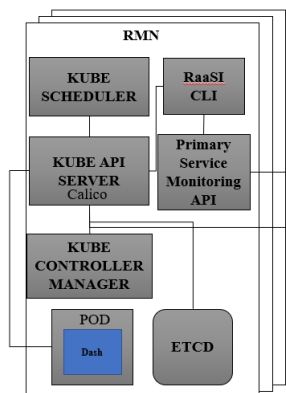 RMN
KUBE
SCHEDULER
RaaSI
CLI
KUBE API
SERVER
Calico
Primary
Service
Monitoring
API
KUBE
CONTROLLER
MANAGER
POD
Dash
ETCD